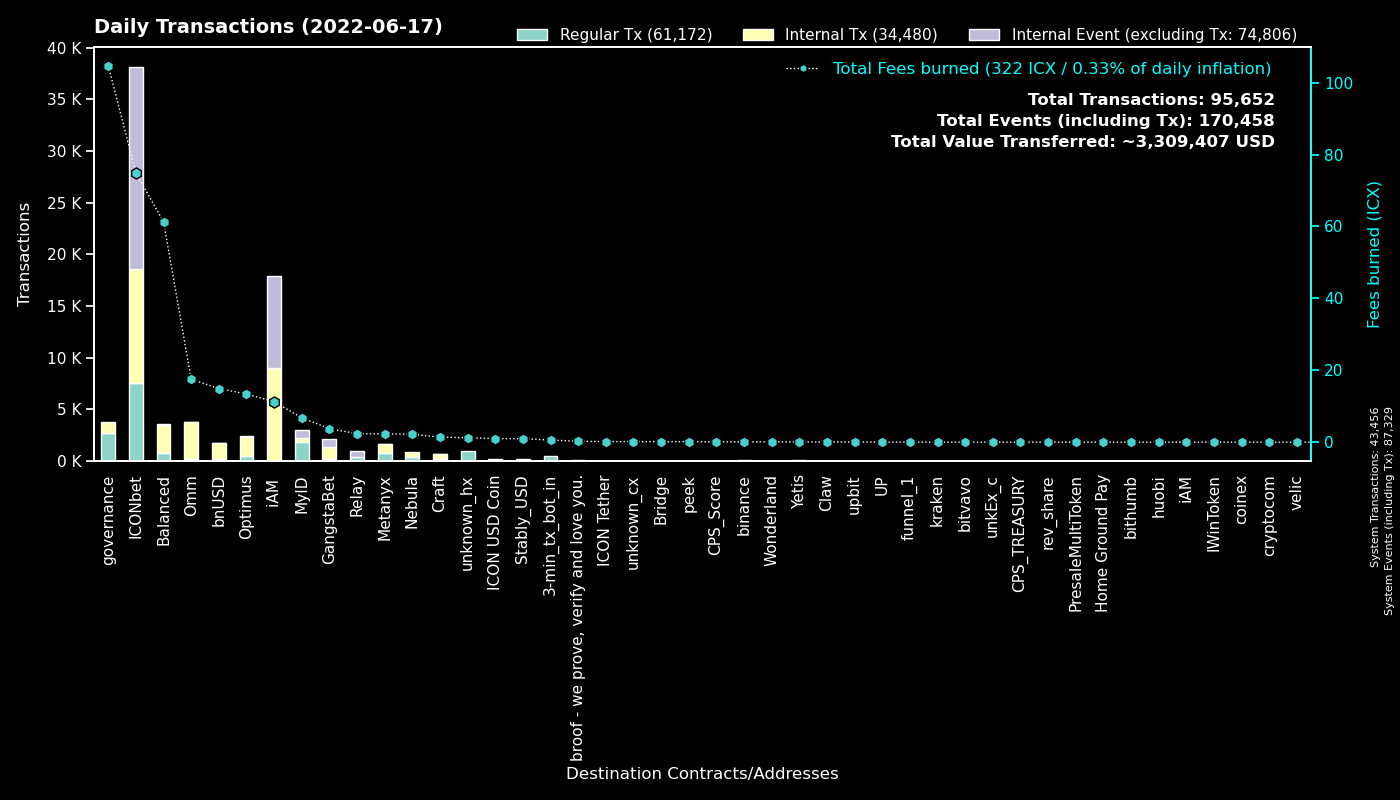 Daily Transactions (2022-06-17)
Regular Tx (61,172)
Internal Tx (34,480)
Internal Event (excluding Tx: 74,806)
Total Fees burned (322 ICX / 0.33% of daily inflation)
Total Transactions: 95,652
Total Events (including Tx): 170,458
Total Value Transferred: ~3,309,407 USD
Transactions
40 K
35 K
30 K
25 K
20 K
15 K
10 K
5 K
0 K
100
80
60
40
20
0
Fees burned (ICX)
System Transactions: 43,456
System Events (including Tx): 87,329
governance
ICONbet
Balanced
Omm
bnUSD
Optimus
iAM
MyID
GangstaBet
Relay
Metanyx
Nebula
Craft
unknown_hx
ICON USD Coin
Stably_USD
3-min_tx_bot_in
broof - we prove, verify and love you.
ICON Tether
unknown_cx
Bridge
peek
CPS_Score
binance
Wonderland
Yetis
Claw
upbit
UP
funnel_1
kraken
bitvavo
unkEx_c
CPS_TREASURY
rev_share
PresaleMultiToken
Home Ground Pay
bithumb
huobi
iAM
IWinToken
coinex
cryptocom
velic
Destination Contracts/Addresses